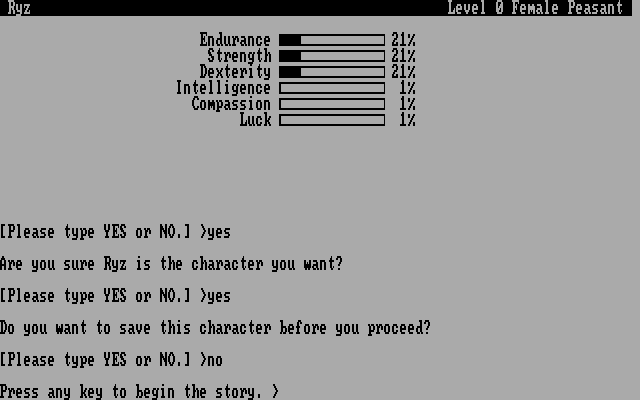 Ryz Level 0 Female Peasant
Endurance 21%
Strength 21%
Dexterity 21%
Intelligence 1%
Compassion 1%
Luck 1%
[Please type YES or NO.] >yes
Are you sure Ryz is the character you want?
[Please type YES or NO.] >yes
Do you want to save this character before you proceed?
[Please type YES or NO.] >no
Press any key to begin the story. >